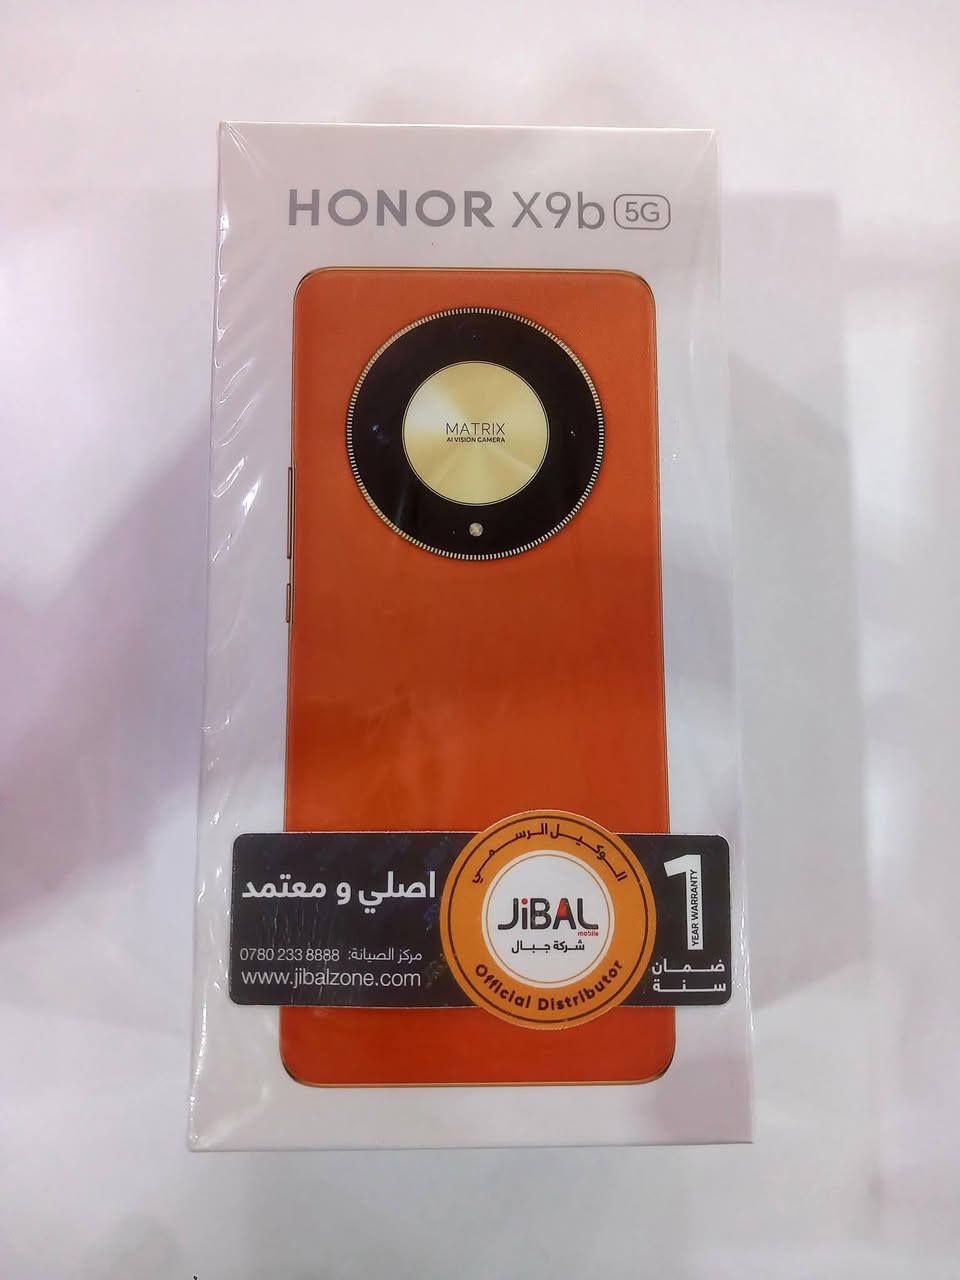 HONOR X9b 5G
MATRIX
AI VISION CAMERA
الوكيل الرسمي
اصلي و معتمد
JiBAL
mobile
شركة جبال
1
YEAR WARRANTY
مركز الصيانة: 0780 233 8888
www.jibalzone.com
ضمان
سنة
Official Distributor